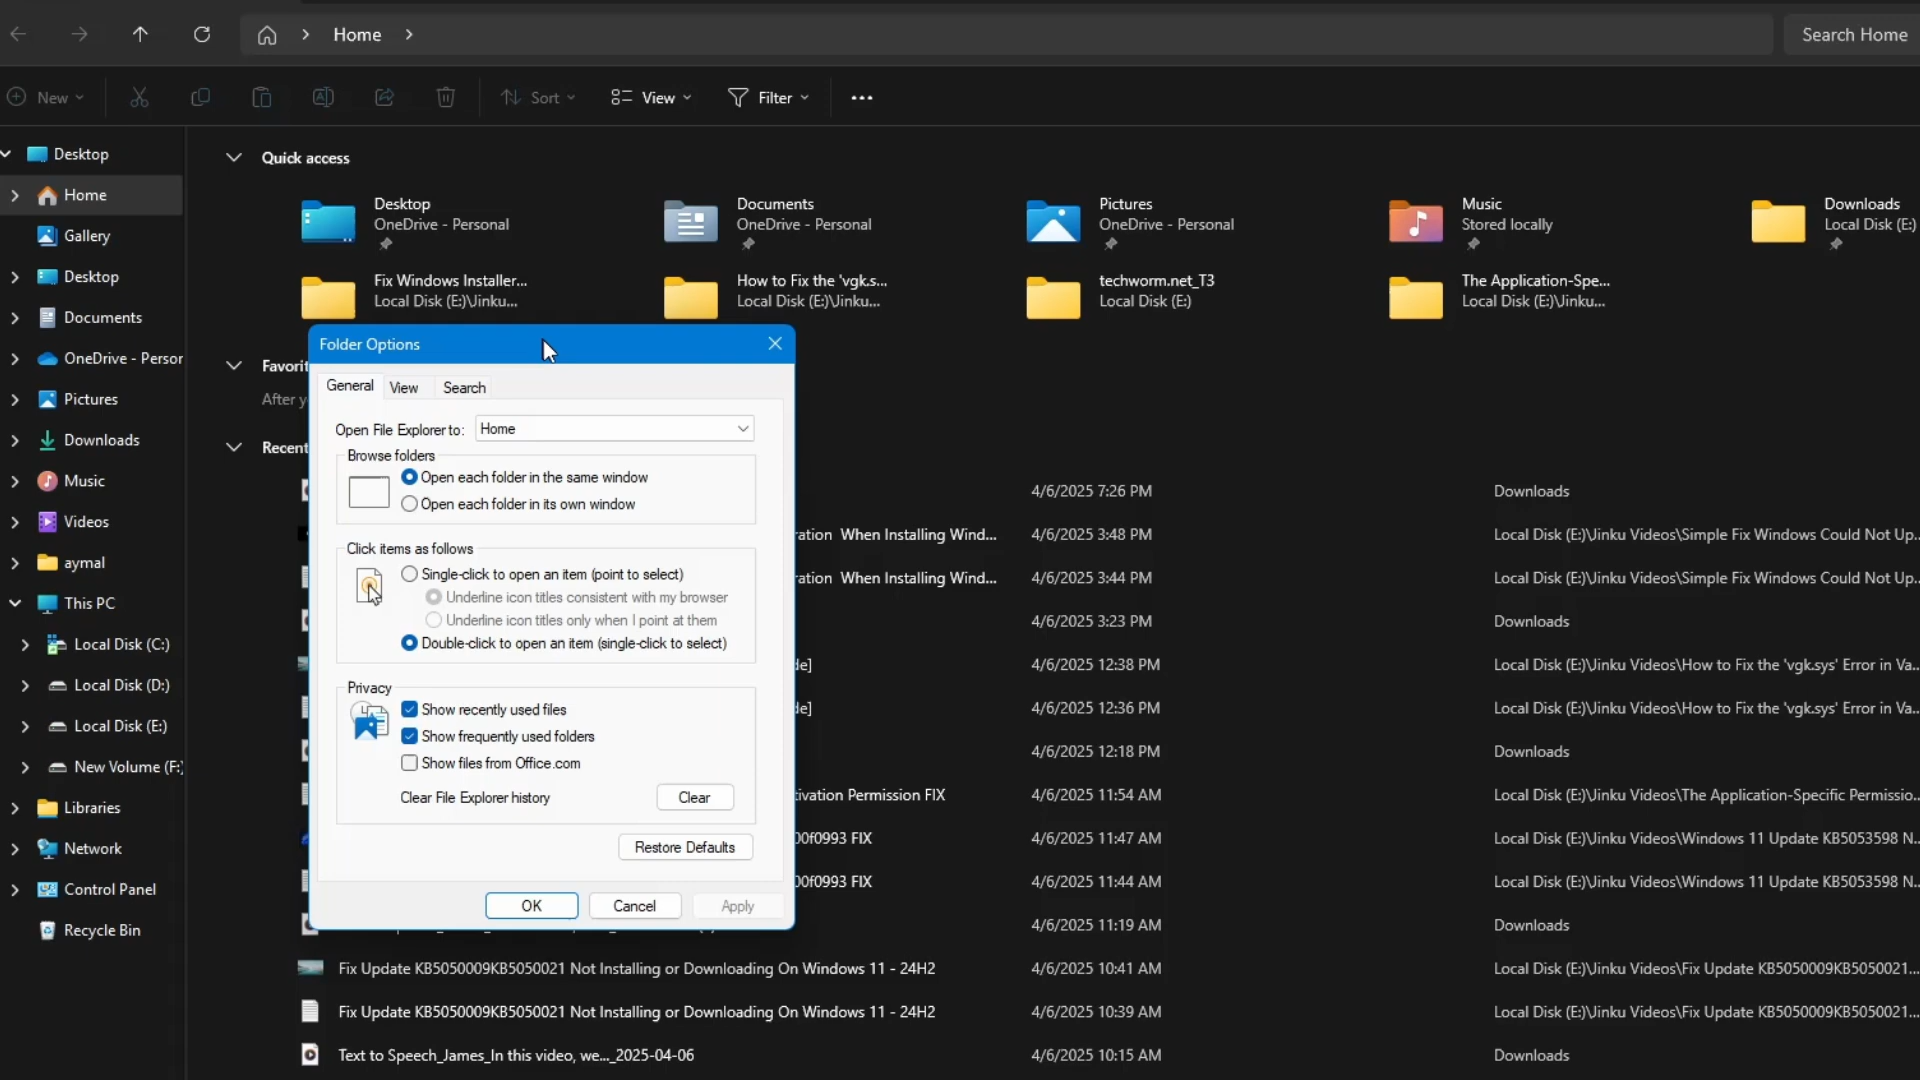 Home
Search Home
New
Sort
View
Filter
Desktop
Home
Gallery
Desktop
Documents
OneDrive - Person
Pictures
Downloads
Music
Videos
aymal
This PC
Local Disk (C:)
Local Disk (D:)
Local Disk (E:)
New Volume (F:)
Libraries
Network
Control Panel
Recycle Bin
Quick access
Desktop
OneDrive - Personal
Documents
OneDrive - Personal
Pictures
OneDrive - Personal
Music
Stored locally
Downloads
Local Disk (E:)
Fix Windows Installer...
Local Disk (E:)\Jinku...
How to Fix the 'vgk.s...
Local Disk (E:)\Jinku...
techworm.net_T3
Local Disk (E:)
The Application-Spe...
Local Disk (E:)\Jinku...
Favorit
After y
Recent
Folder Options
General
View
Search
Open File Explorer to:
Home
Browse folders
Open each folder in the same window
Open each folder in its own window
Click items as follows
Single-click to open an item (point to select)
Underline icon titles consistent with my browser
Underline icon titles only when I point at them
Double-click to open an item (single-click to select)
Privacy
Show recently used files
Show frequently used folders
Show files from Office.com
Clear File Explorer history
Clear
Restore Defaults
OK
Cancel
Apply
4/6/2025 7:26 PM
Downloads
ration When Installing Wind...
4/6/2025 3:48 PM
Local Disk (E:)\Jinku Videos\Simple Fix Windows Could Not Up...
ration When Installing Wind...
4/6/2025 3:44 PM
Local Disk (E:)\Jinku Videos\Simple Fix Windows Could Not Up...
4/6/2025 3:23 PM
Downloads
de]
4/6/2025 12:38 PM
Local Disk (E:)\Jinku Videos\How to Fix the 'vgk.sys' Error in Va...
de]
4/6/2025 12:36 PM
Local Disk (E:)\Jinku Videos\How to Fix the 'vgk.sys' Error in Va...
4/6/2025 12:18 PM
Downloads
tivation Permission FIX
4/6/2025 11:54 AM
Local Disk (E:)\Jinku Videos\The Application-Specific Permissio...
00f0993 FIX
4/6/2025 11:47 AM
Local Disk (E:)\Jinku Videos\Windows 11 Update KB5053598 N...
00f0993 FIX
4/6/2025 11:44 AM
Local Disk (E:)\Jinku Videos\Windows 11 Update KB5053598 N...
4/6/2025 11:19 AM
Downloads
Fix Update KB5050009KB5050021 Not Installing or Downloading On Windows 11 - 24H2
4/6/2025 10:41 AM
Local Disk (E:)\Jinku Videos\Fix Update KB5050009KB5050021...
Fix Update KB5050009KB5050021 Not Installing or Downloading On Windows 11 - 24H2
4/6/2025 10:39 AM
Local Disk (E:)\Jinku Videos\Fix Update KB5050009KB5050021...
Text to Speech_James_In this video, we..._2025-04-06
4/6/2025 10:15 AM
Downloads